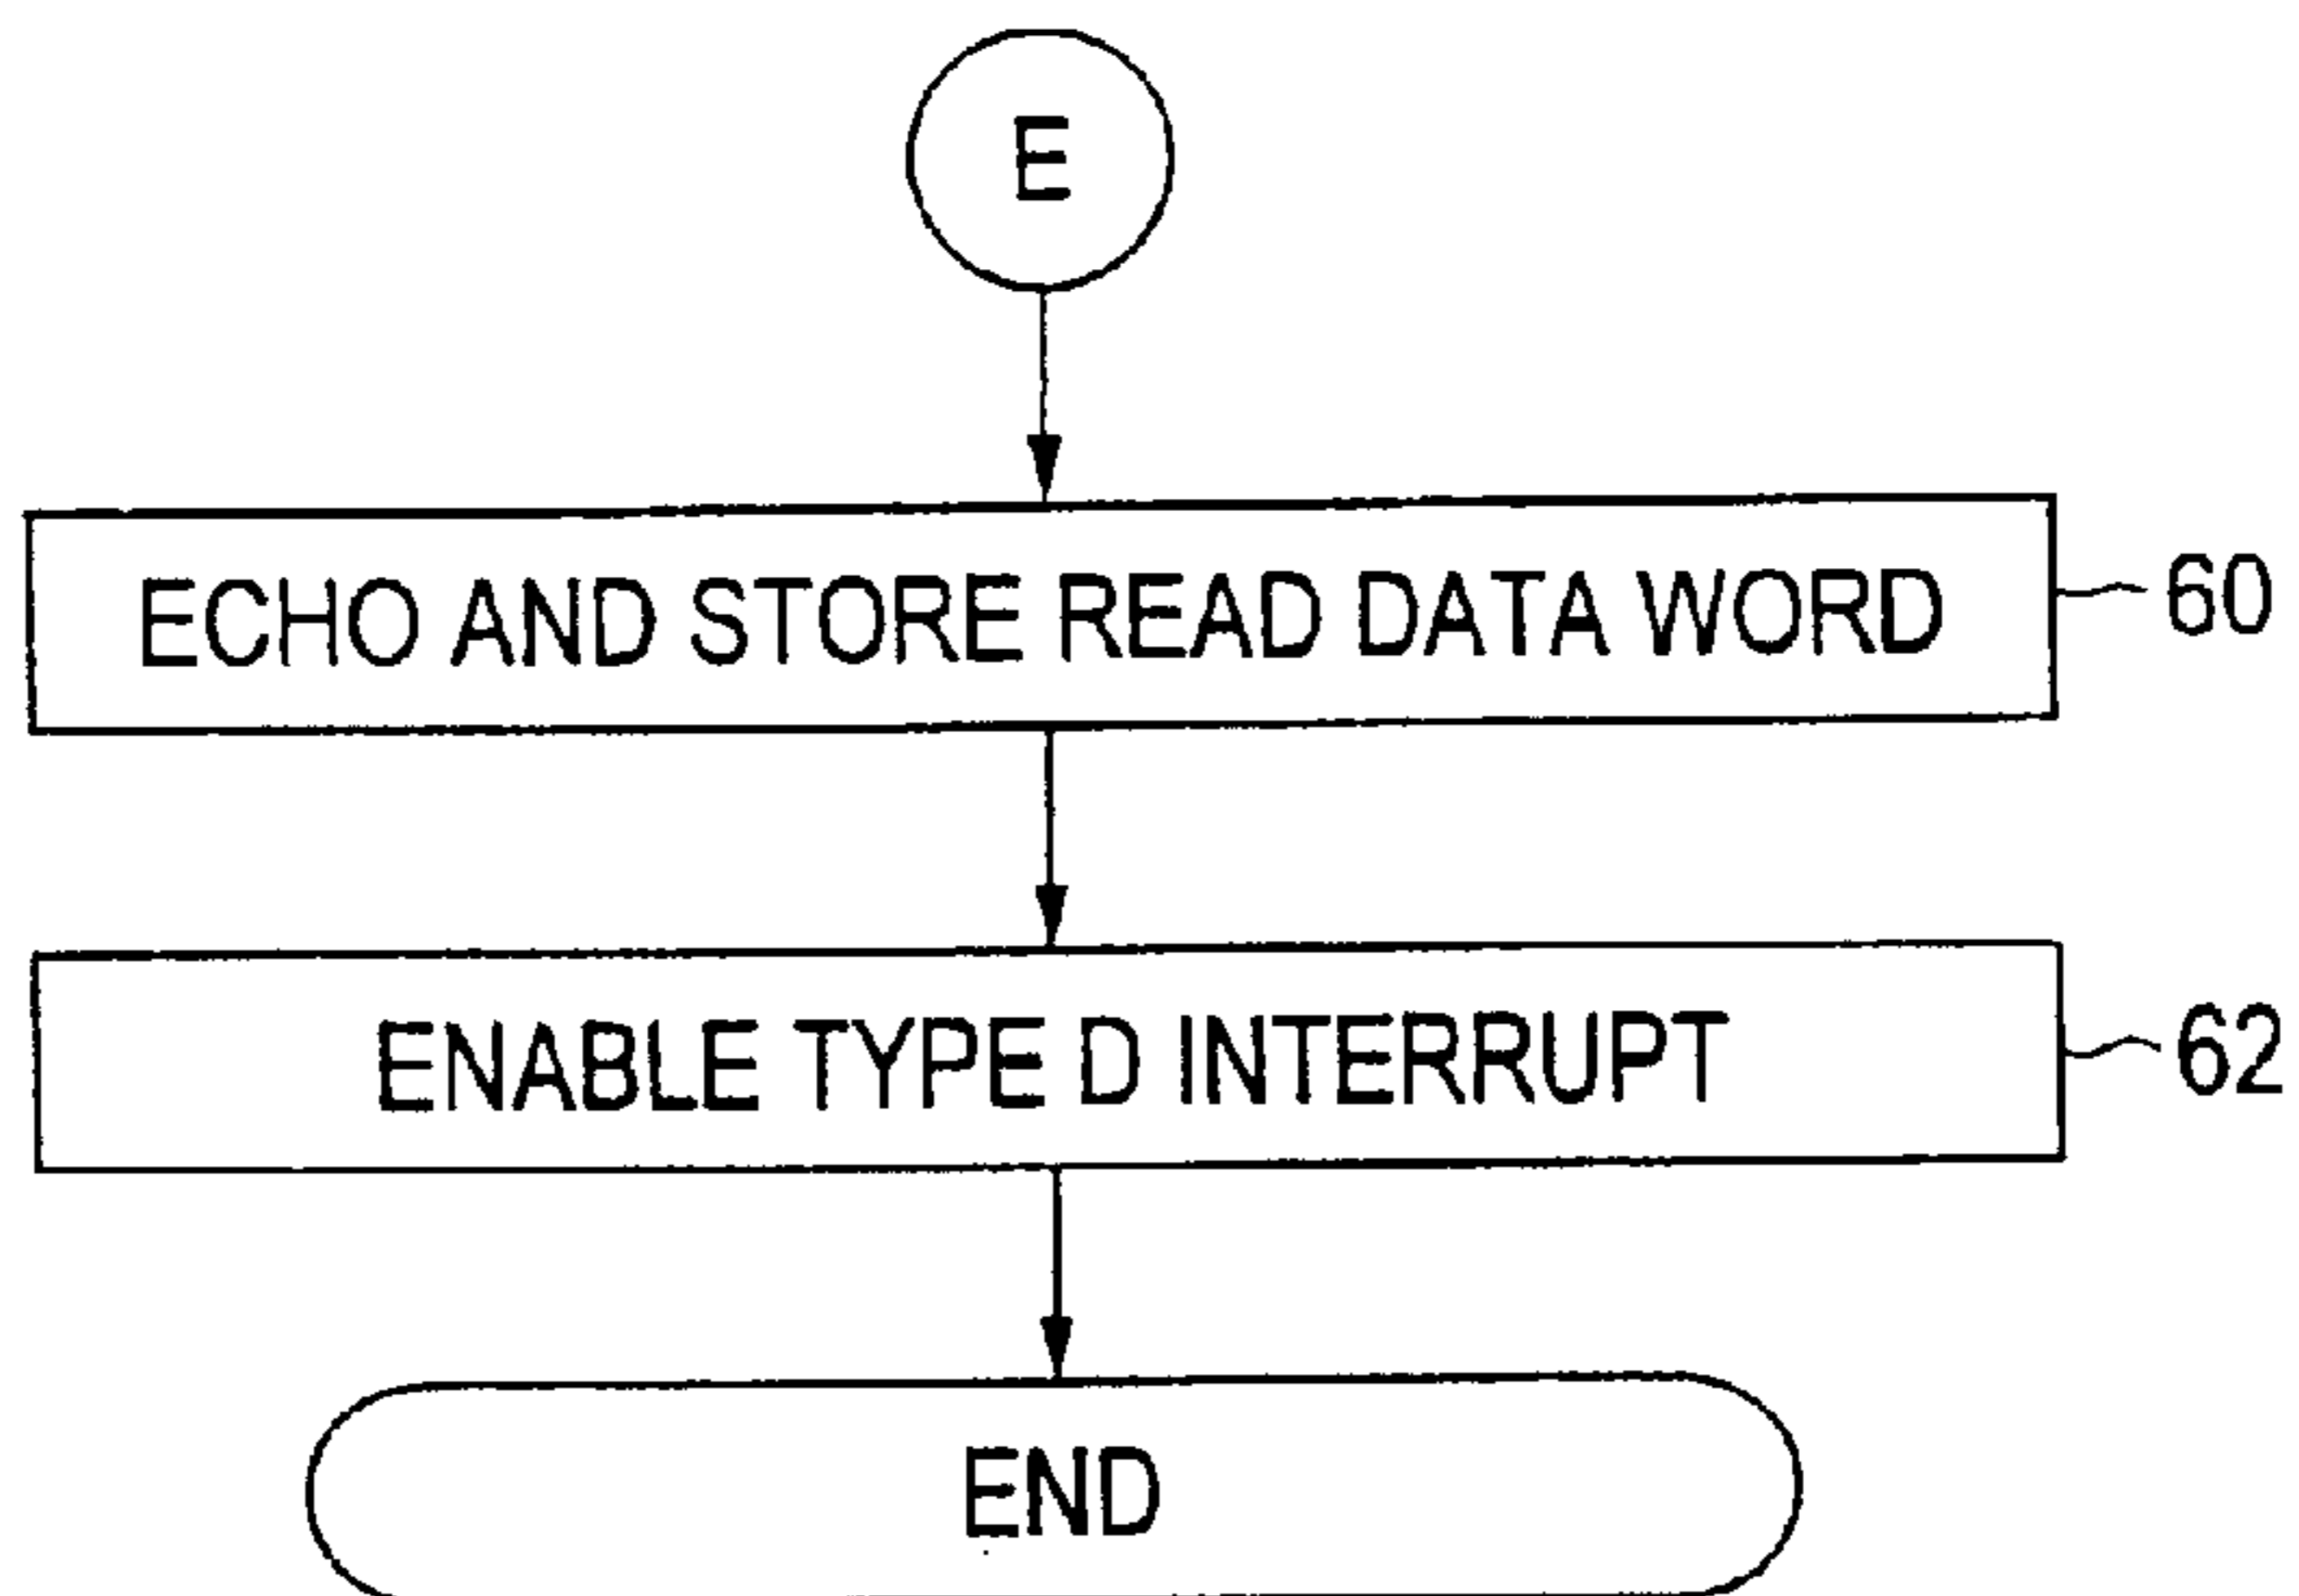 E
ECHO AND STORE READ DATA WORD
60
ENABLE TYPE D INTERRUPT
62
END